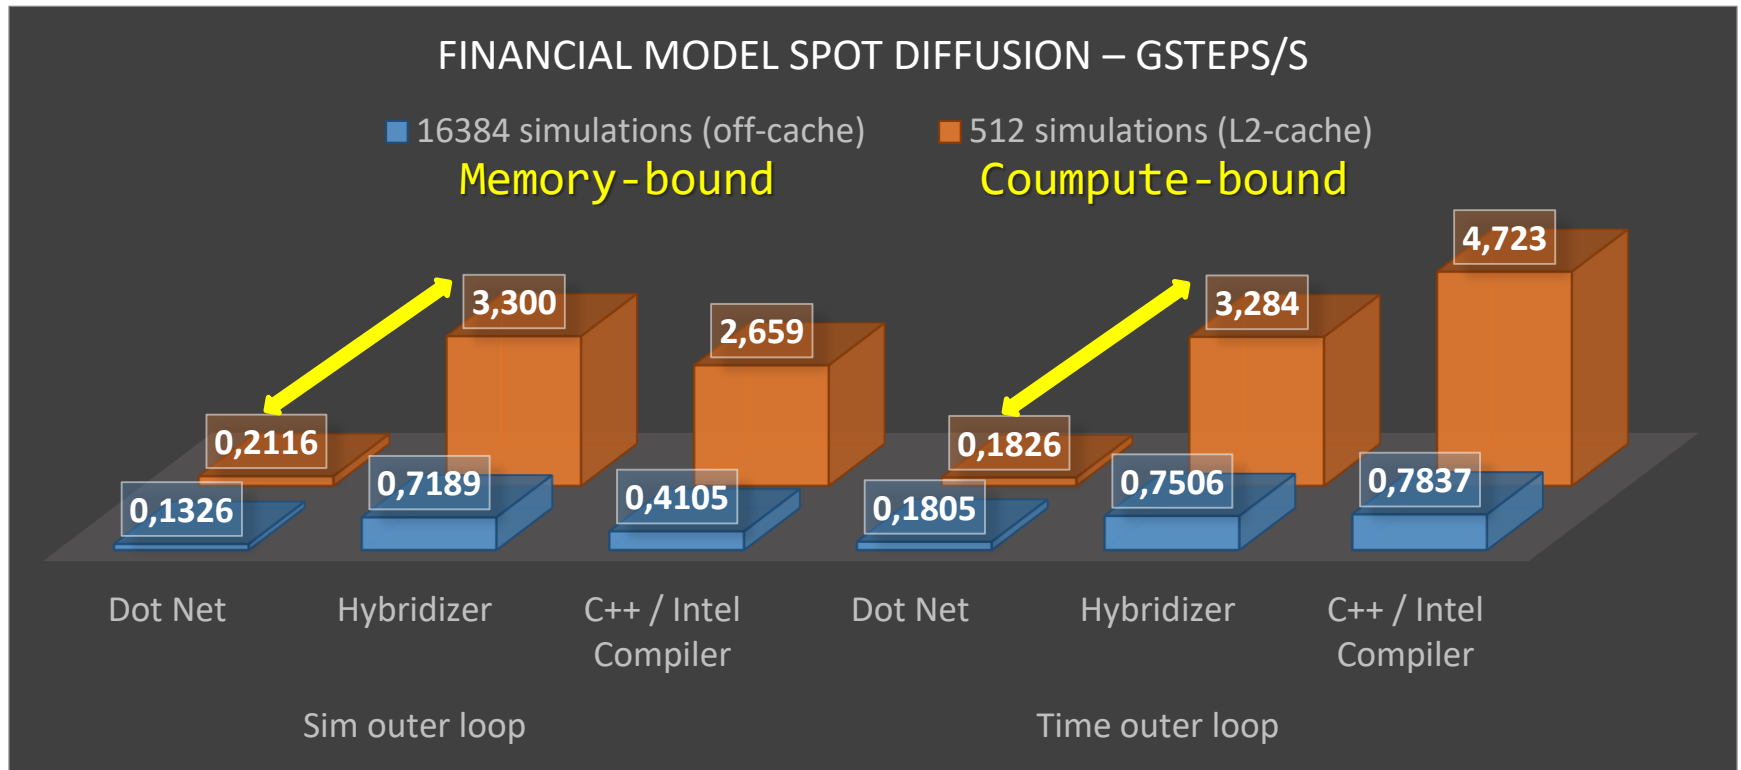 FINANCIAL MODEL SPOT DIFFUSION – GSTEPS/S
16384 simulations (off-cache) 512 simulations (L2-cache)
Memory-bound Coumpute-bound
4,723
3,300 3,284
2,659
0,2116 0,1826
0,7189 0,4105 0,7506 0,7837
0,1326 0,1805
Dot Net Hybridizer C++ / Intel Dot Net Hybridizer C++ / Intel
Compiler Compiler
Sim outer loop Time outer loop